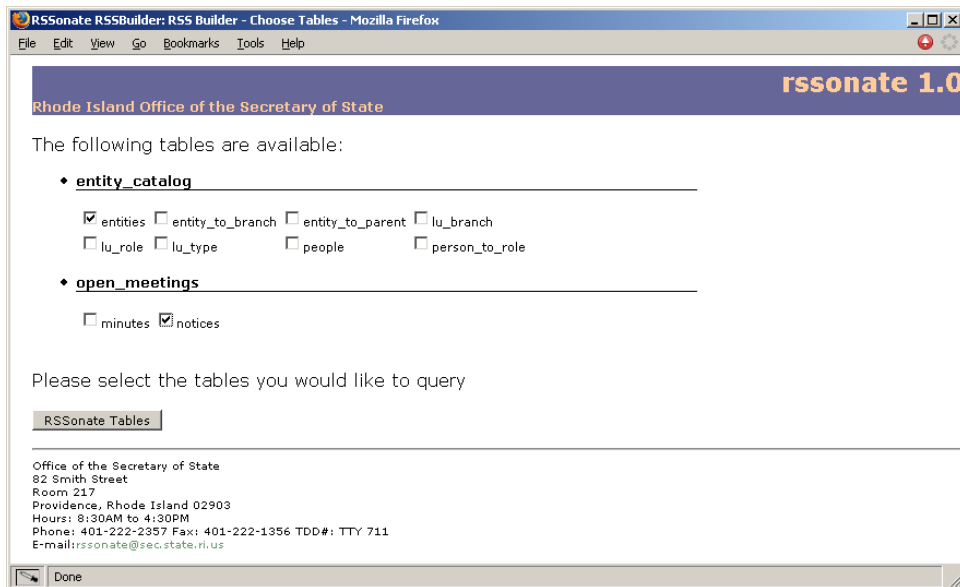 RSSonate RSSBuilder: RSS Builder - Choose Tables - Mozilla Firefox
File Edit View Go Bookmarks Tools Help
rssonate 1.0
Rhode Island Office of the Secretary of State
The following tables are available:
entity_catalog
entities entity_to_branch entity_to_parent lu_branch
lu_role lu_type people person_to_role
open_meetings
minutes notices
Please select the tables you would like to query
RSSonate Tables
Office of the Secretary of State
82 Smith Street
Room 217
Providence, Rhode Island 02903
Hours: 8:30AM to 4:30PM
Phone: 401-222-2357 Fax: 401-222-1356 TDD#: TTY 711
E-mail:rssonate@sec.state.ri.us
Done